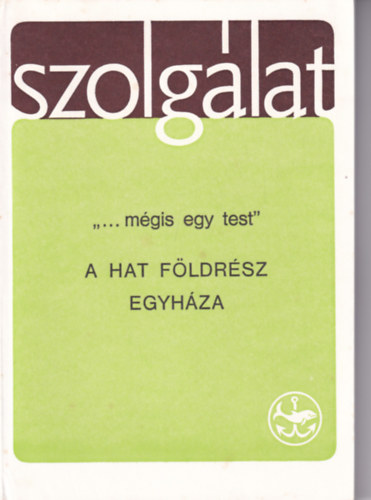 szolgálat
„... mégis egy test”
A HAT FÖLDRÉSZ
EGYHÁZA